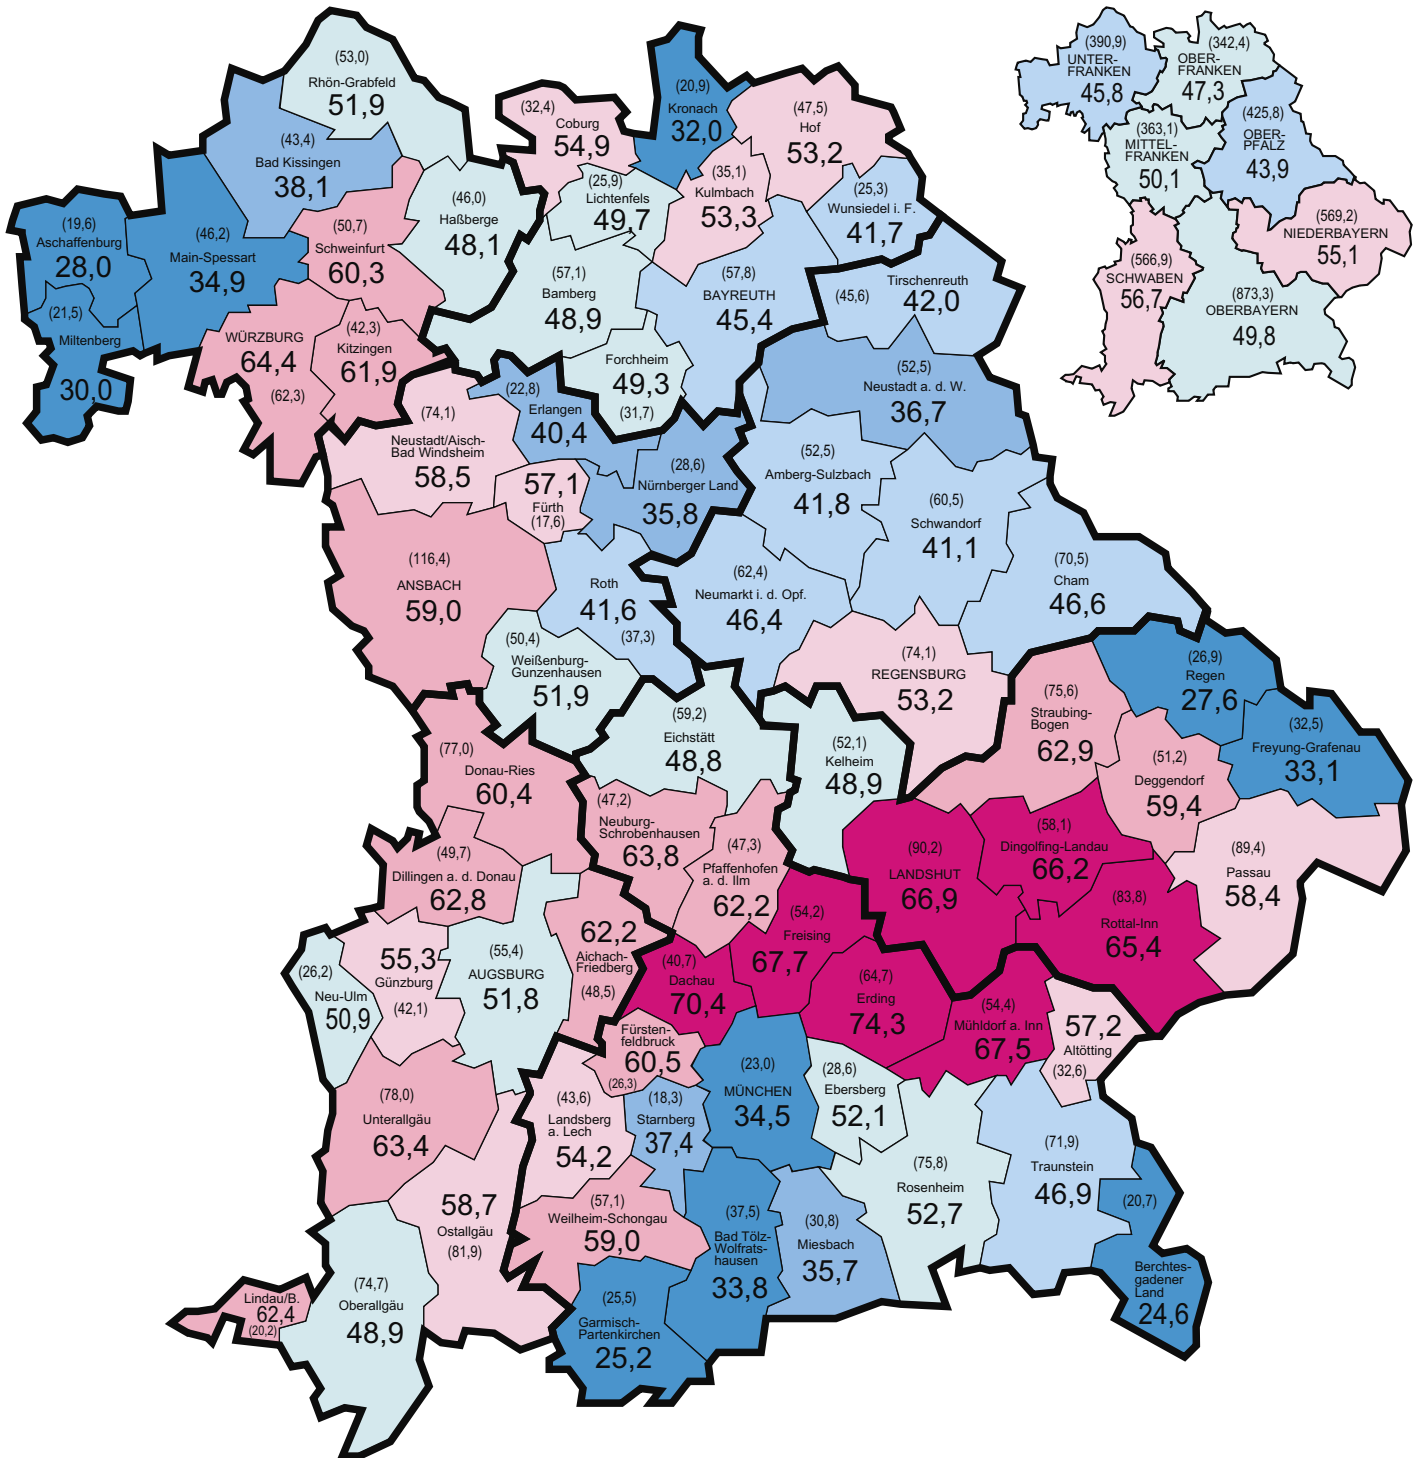 (53,0)
Rhön-Grabfeld
51,9
(43,4)
Bad Kissingen
38,1
(19,6)
Aschaffenburg
28,0
(46,2)
Main-Spessart
34,9
(21,5)
Miltenberg
30,0
(50,7)
Schweinfurt
60,3
(46,0)
Haßberge
48,1
WÜRZBURG
64,4
(62,3)
(42,3)
Kitzingen
61,9
(32,4)
Coburg
54,9
(20,9)
Kronach
32,0
(47,5)
Hof
53,2
(25,9)
Lichtenfels
49,7
(35,1)
Kulmbach
53,3
(25,3)
Wunsiedel i. F.
41,7
(57,1)
Bamberg
48,9
(57,8)
BAYREUTH
45,4
Forchheim
49,3
(31,7)
(45,6)
Tirschenreuth
42,0
(52,5)
Neustadt a. d. W.
36,7
(74,1)
Neustadt/Aisch-
Bad Windsheim
58,5
(22,8)
Erlangen
40,4
57,1
Fürth
(17,6)
(28,6)
Nürnberger Land
35,8
(52,5)
Amberg-Sulzbach
41,8
(60,5)
Schwandorf
41,1
(70,5)
Cham
46,6
(116,4)
ANSBACH
59,0
Roth
41,6
(37,3)
(62,4)
Neumarkt i. d. Opf.
46,4
(50,4)
Weißenburg-
Gunzenhausen
51,9
(74,1)
REGENSBURG
53,2
(26,9)
Regen
27,6
(32,5)
Freyung-Grafenau
33,1
(75,6)
Straubing-
Bogen
62,9
(51,2)
Deggendorf
59,4
(59,2)
Eichstätt
48,8
(52,1)
Kelheim
48,9
(77,0)
Donau-Ries
60,4
(47,2)
Neuburg-
Schrobenhausen
63,8
(47,3)
Pfaffenhofen
a. d. Ilm
62,2
(90,2)
LANDSHUT
66,9
(58,1)
Dingolfing-Landau
66,2
(83,8)
Rottal-Inn
65,4
(89,4)
Passau
58,4
(49,7)
Dillingen a. d. Donau
62,8
62,2
Aichach-
Friedberg
(48,5)
(54,2)
Freising
67,7
(26,2)
Neu-Ulm
50,9
55,3
Günzburg
(42,1)
(55,4)
AUGSBURG
51,8
(40,7)
Dachau
70,4
(64,7)
Erding
74,3
(54,4)
Mühldorf a. Inn
67,5
57,2
Altötting
(32,6)
Fürsten-
feldbruck
60,5
(26,3)
(23,0)
MÜNCHEN
34,5
(28,6)
Ebersberg
52,1
(78,0)
Unterallgäu
63,4
(43,6)
Landsberg
a. Lech
54,2
(18,3)
Starnberg
37,4
(75,8)
Rosenheim
52,7
(71,9)
Traunstein
46,9
(20,7)
Berchtes-
gadener
Land
24,6
58,7
Ostallgäu
(81,9)
(57,1)
Weilheim-Schongau
59,0
(37,5)
Bad Tölz-
Wolfrats-
hausen
33,8
(30,8)
Miesbach
35,7
Lindau/B.
62,4
(20,2)
(74,7)
Oberallgäu
48,9
(25,5)
Garmisch-
Partenkirchen
25,2
(390,9)
UNTER-
FRANKEN
45,8
(342,4)
OBER-
FRANKEN
47,3
(363,1)
MITTEL-
FRANKEN
50,1
(425,8)
OBER-
PFALZ
43,9
(569,2)
NIEDERBAYERN
55,1
(566,9)
SCHWABEN
56,7
(873,3)
OBERBAYERN
49,8